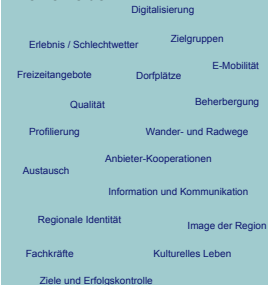 Digitalisierung
Zielgruppen
Erlebnis / Schlechtwetter
E-Mobilität
Freizeitangebote
Dorfplätze
Beherbergung
Qualität
Profilierung
Wander- und Radwege
Anbieter-Kooperationen
Austausch
Information und Kommunikation
Regionale Identität
Image der Region
Fachkräfte
Kulturelles Leben
Ziele und Erfolgskontrolle